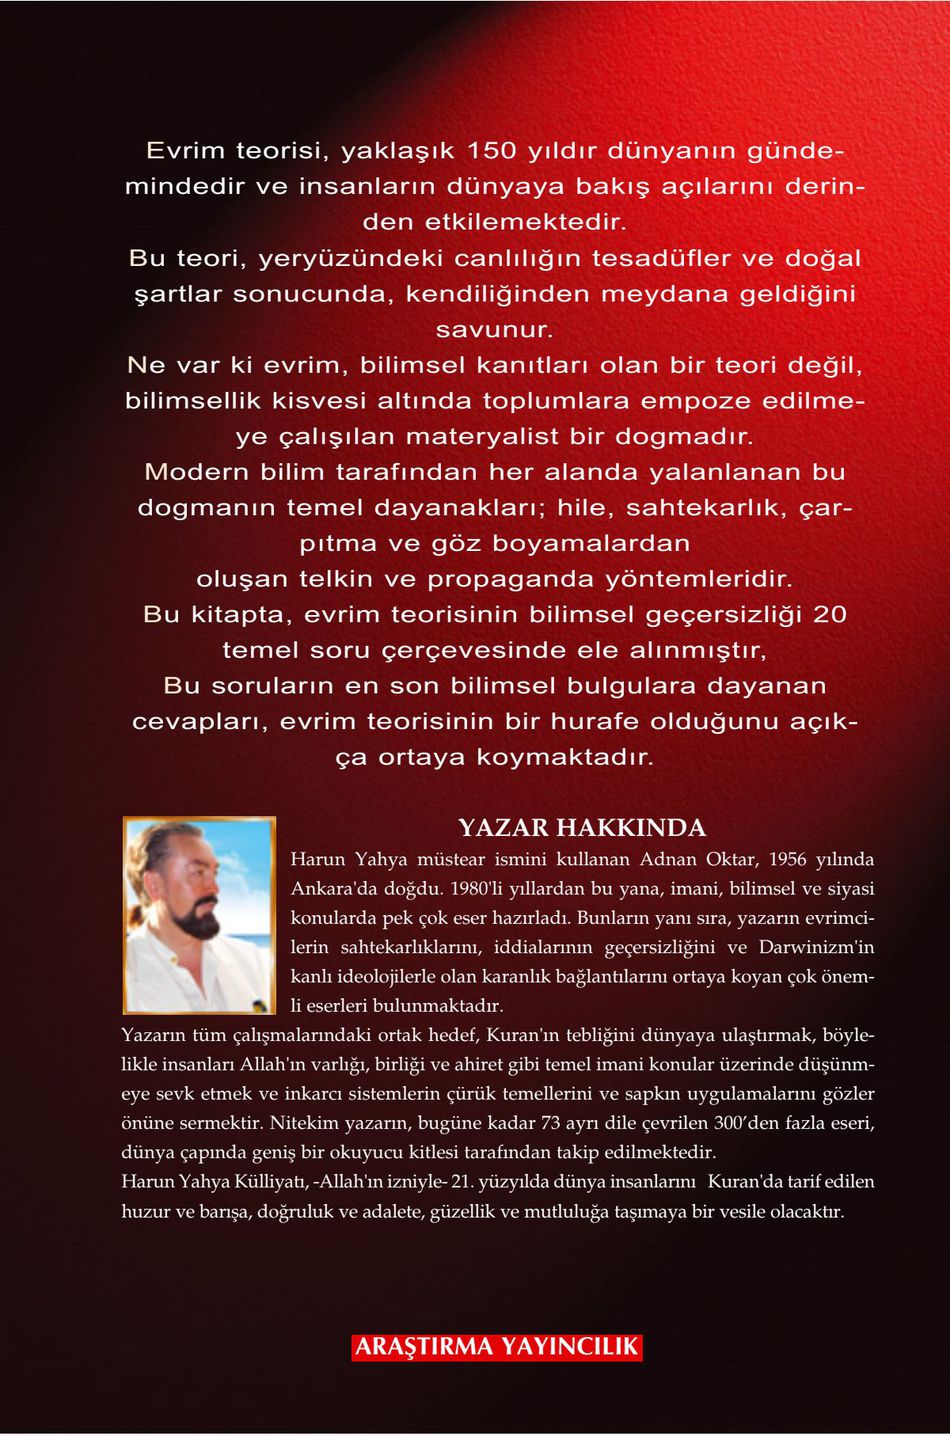 Evrim teorisi, yaklaşık 150 yıldır dünyanın günde-
mindedir ve insanların dünyaya bakış açılarını derin-
den etkilemektedir.
Bu teori, yeryüzündeki canlılığın tesadüfler ve doğal
şartlar sonucunda, kendiliğinden meydana geldiğini
savunur.
Ne var ki evrim, bilimsel kanıtları olan bir teori değil,
bilimsellik kisvesi altında toplumlara empoze edilme-
ye çalışılan materyalist bir dogmadır.
Modern bilim tarafından her alanda yalanlanan bu
dogmanın temel dayanakları; hile, sahtekarlık, çar-
pıtma ve göz boyamalardan
oluşan telkin ve propaganda yöntemleridir.
Bu kitapta, evrim teorisinin bilimsel geçersizliği 20
temel soru çerçevesinde ele alınmıştır,
Bu soruların en son bilimsel bulgulara dayanan
cevapları, evrim teorisinin bir hurafe olduğunu açık-
ça ortaya koymaktadır.
YAZAR HAKKINDA
Harun Yahya müstear ismini kullanan Adnan Oktar, 1956 yılında
Ankara'da doğdu. 1980'li yıllardan bu yana, imani, bilimsel ve siyasi
konularda pek çok eser hazırladı. Bunların yanı sıra, yazarın evrimci-
lerin sahtekarlıklarını, iddialarının geçersizliğini ve Darwinizm'in
kanlı ideolojilerle olan karanlık bağlantılarını ortaya koyan çok önem-
li eserleri bulunmaktadır.
Yazarın tüm çalışmalarındaki ortak hedef, Kuran'ın tebliğini dünyaya ulaştırmak, böyle-
likle insanları Allah'ın varlığı, birliği ve ahiret gibi temel imani konular üzerinde düşünm-
eye sevk etmek ve inkarcı sistemlerin çürük temellerini ve sapkın uygulamalarını gözler
önüne sermektir. Nitekim yazarın, bugüne kadar 73 ayrı dile çevrilen 300’den fazla eseri,
dünya çapında geniş bir okuyucu kitlesi tarafından takip edilmektedir.
Harun Yahya Külliyatı, -Allah'ın izniyle- 21. yüzyılda dünya insanlarını Kuran'da tarif edilen
huzur ve barışa, doğruluk ve adalete, güzellik ve mutluluğa taşımaya bir vesile olacaktır.
ARAŞTIRMA YAYINCILIK